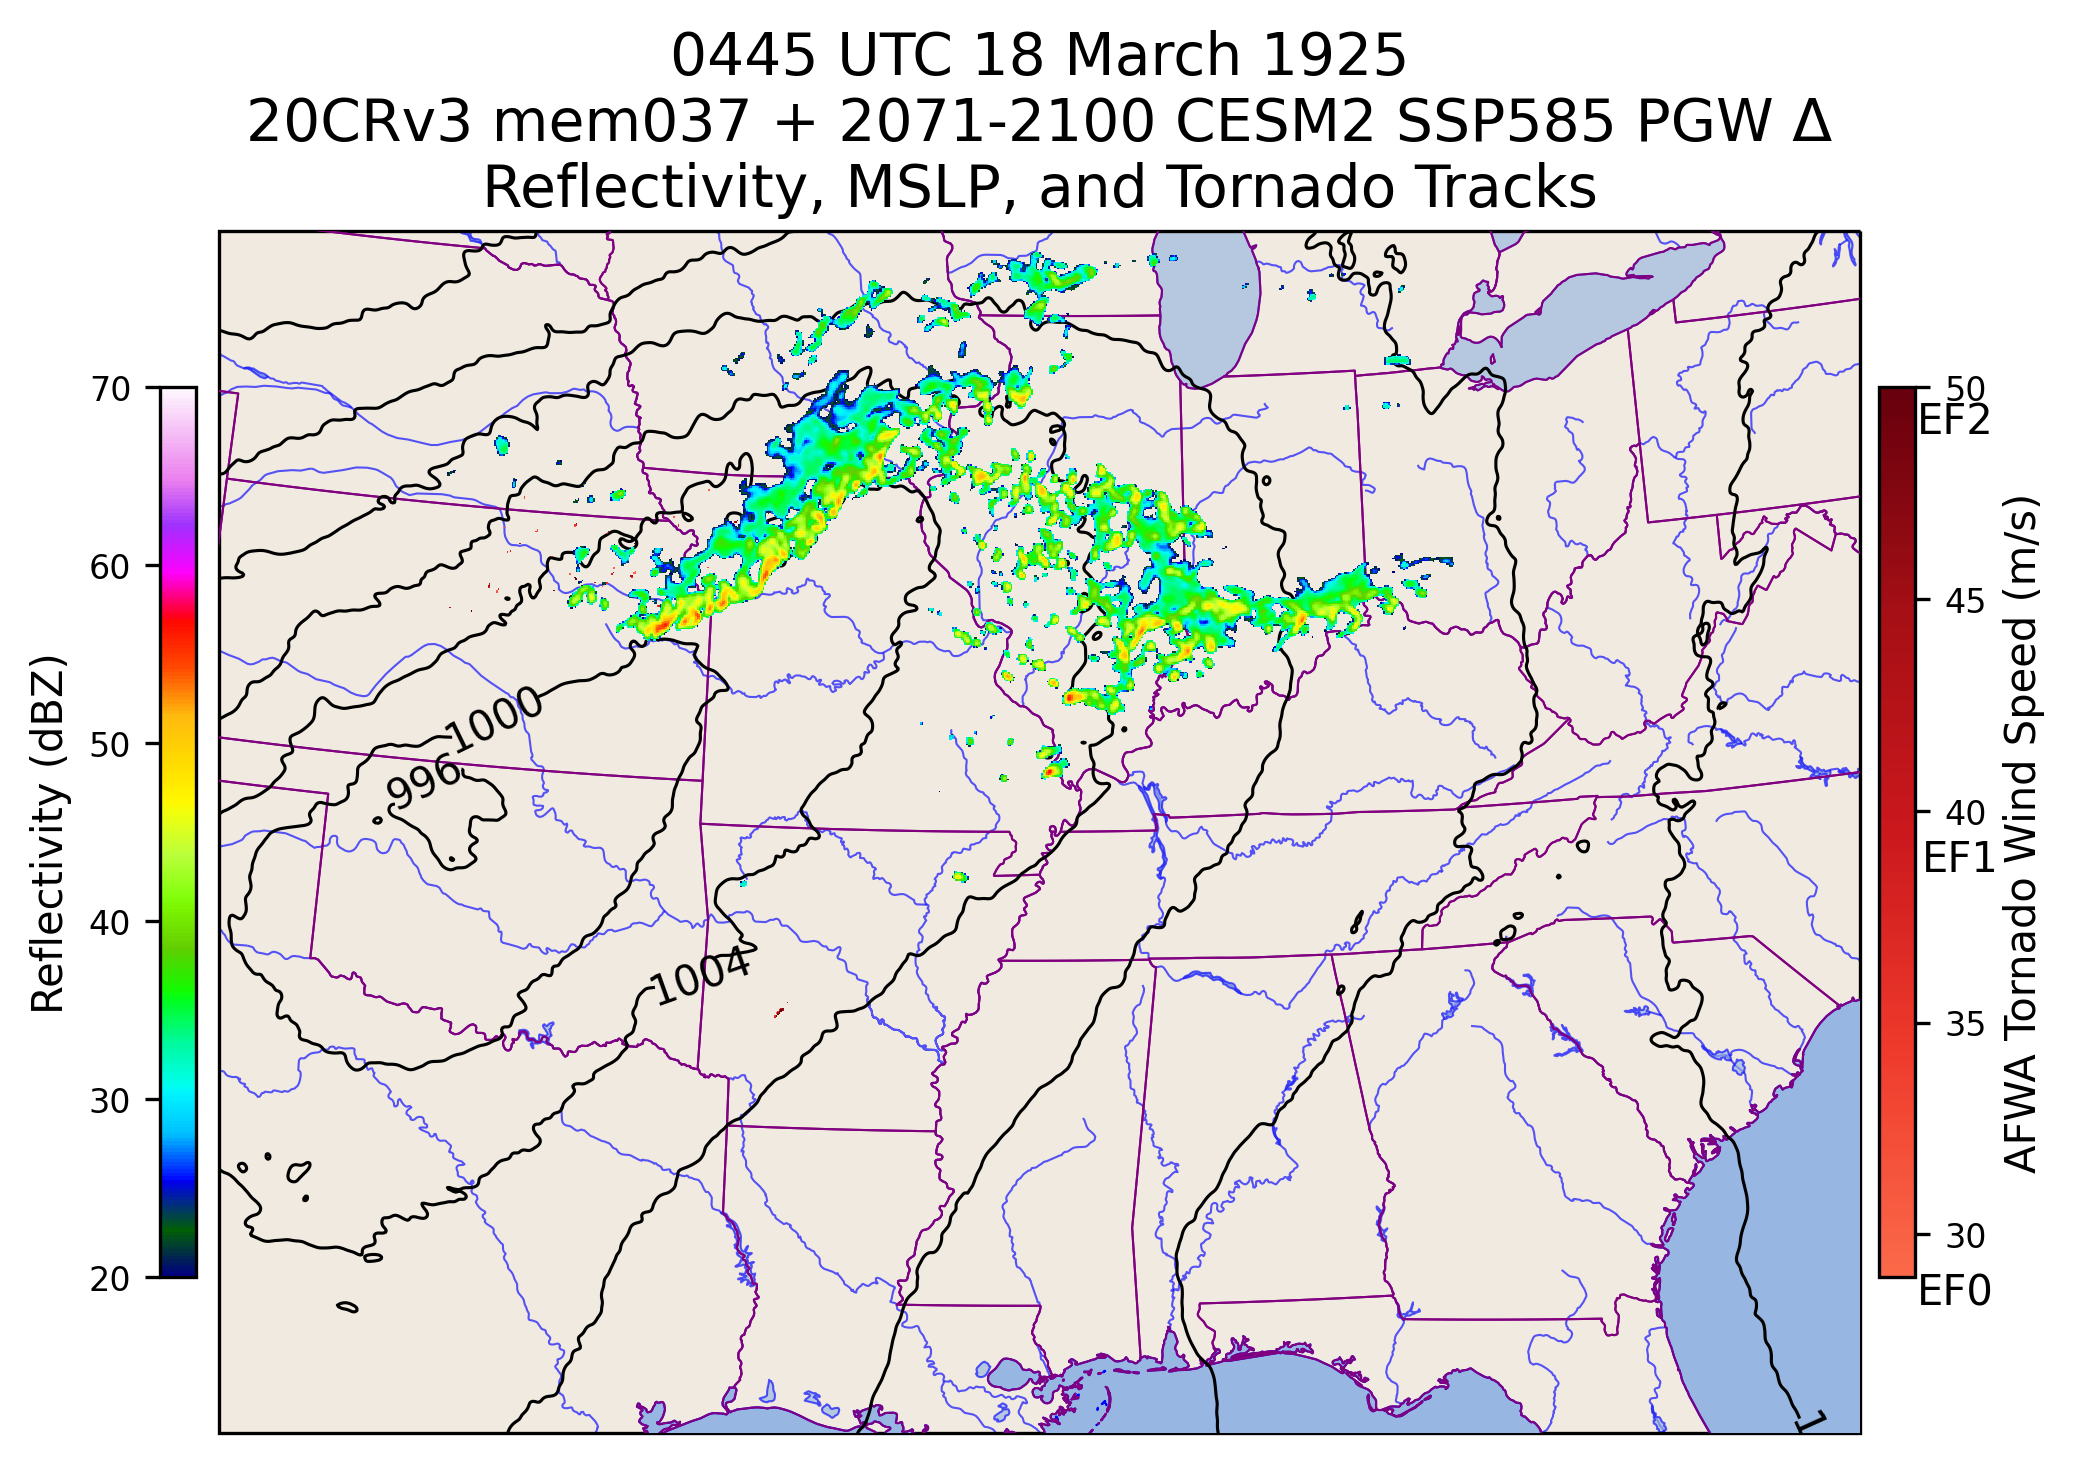 0445 UTC 18 March 1925
20CRv3 mem037 + 2071-2100 CESM2 SSP585 PGW Δ
Reflectivity, MSLP, and Tornado Tracks
Reflectivity (dBZ)
70
60
50
40
30
20
1000
996
1004
1
50
EF2
45
40
EF1
35
30
EF0
AFWA Tornado Wind Speed (m/s)